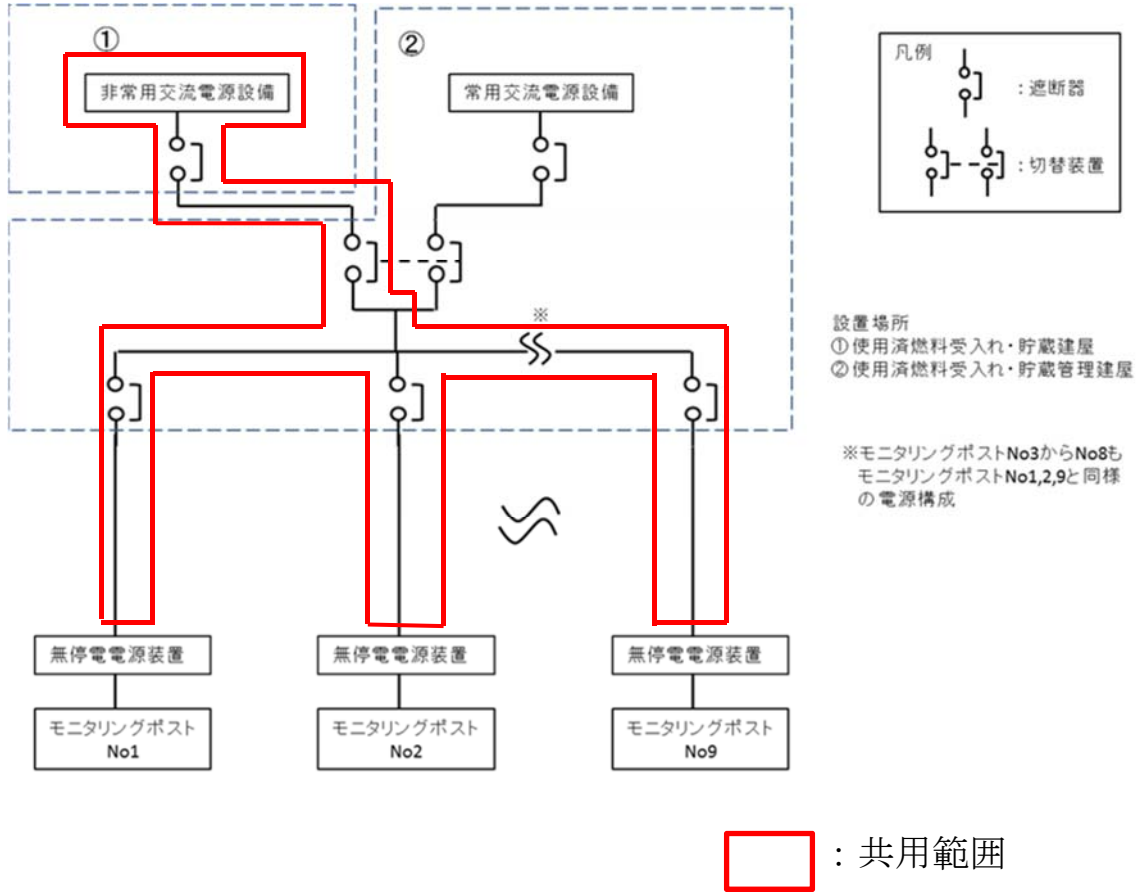 ①
②
非常用交流電源設備
常用交流電源設備
凡例
：遮断器
：切替装置
※
設置場所
①使用済燃料受入れ・貯蔵建屋
②使用済燃料受入れ・貯蔵管理建屋
※モニタリングポストNo3からNo8も
モニタリングポストNo1,2,9と同様
の電源構成
無停電電源装置
無停電電源装置
無停電電源装置
モニタリングポスト
No1
モニタリングポスト
No2
モニタリングポスト
No9
：共用範囲